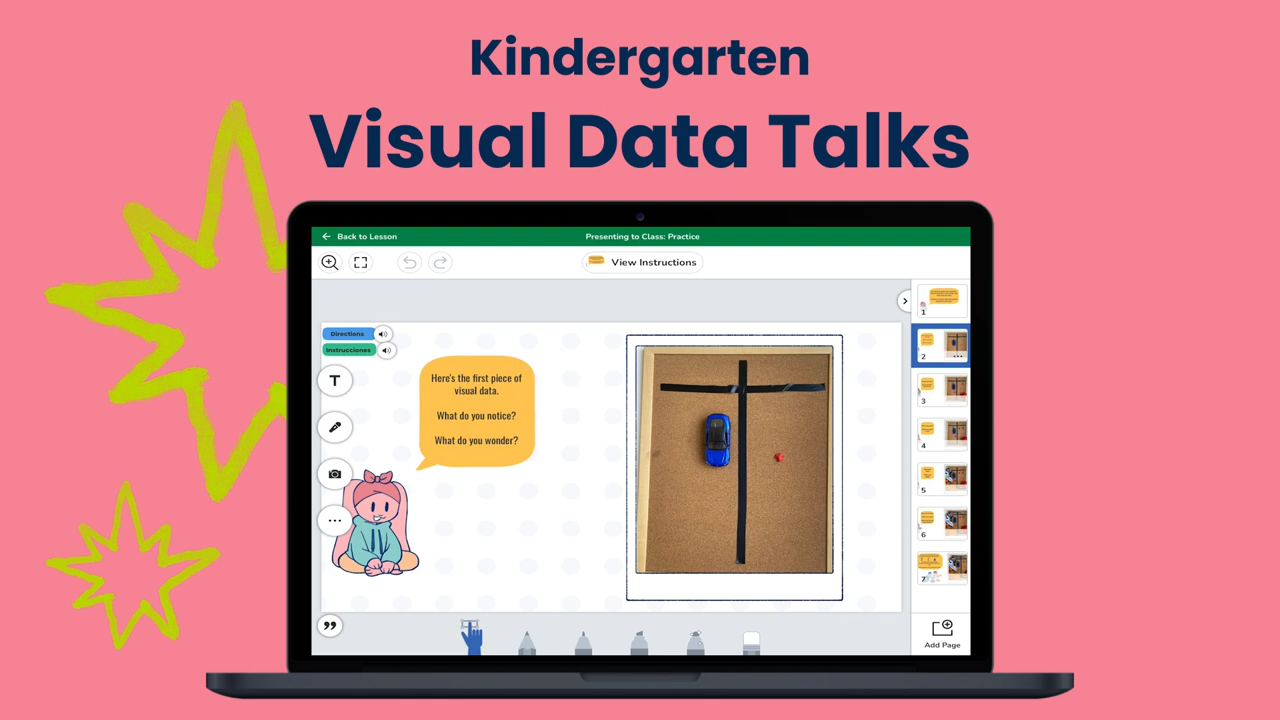 Kindergarten
Visual Data Talks
Back to Lesson
Presenting to Class: Practice
View Instructions
Directions
Instrucciones
T
Here's the first piece of
visual data.
What do you notice?
What do you wonder?
1
2
3
4
5
6
7
Add Page